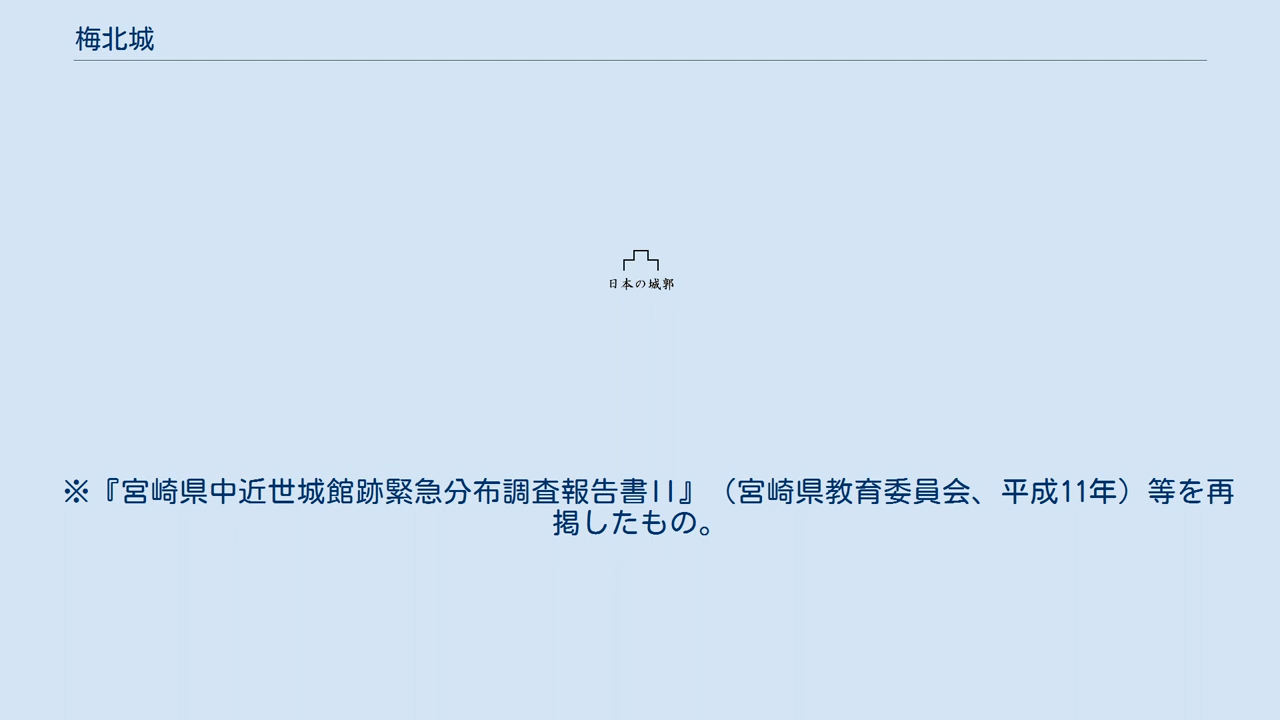 梅北城
日本の城郭
※『宮崎県中近世城館跡緊急分布調査報告書II』（宮崎県教育委員会、平成11年）等を再
掲したもの。